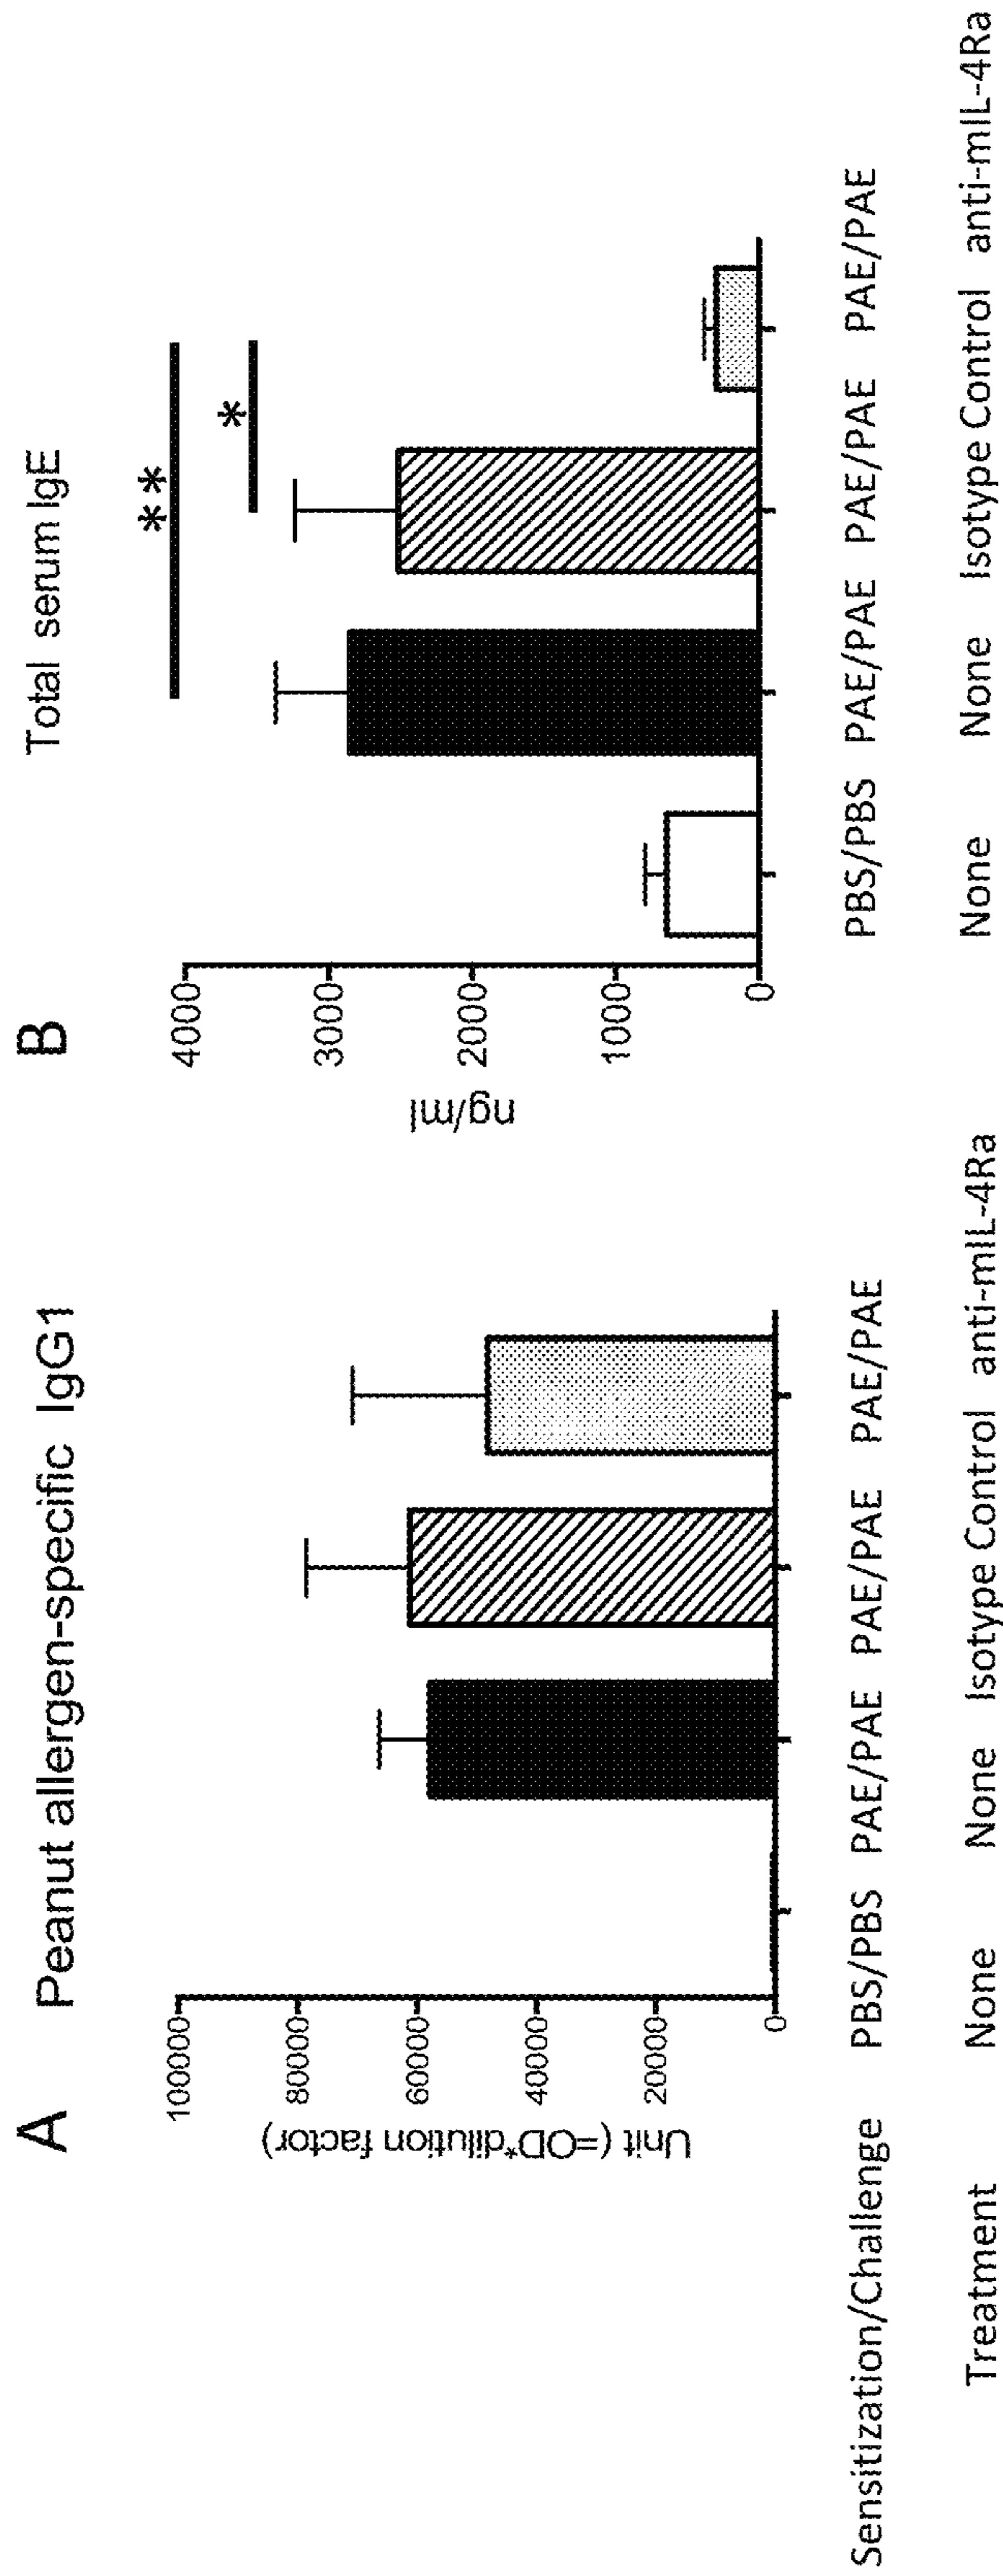 A Peanut allergen-specific IgG1
Unit (=OD*dilution factor)
100000
80000
60000
40000
20000
0
Sensitization/Challenge PBS/PBS PAE/PAE PAE/PAE PAE/PAE
Treatment None None Isotype Control anti-mIL-4Ra
B Total serum IgE
**
*
ng/ml
4000
3000
2000
1000
0
PBS/PBS PAE/PAE PAE/PAE PAE/PAE
None None Isotype Control anti-mIL-4Ra